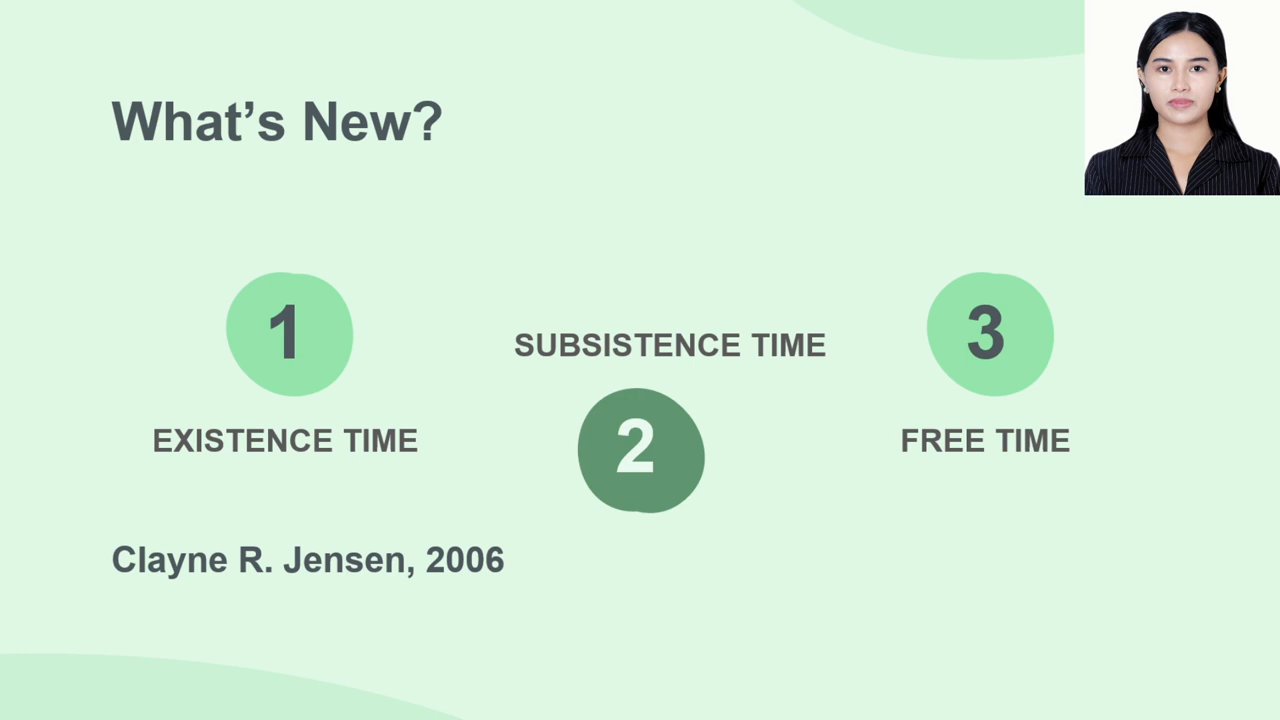 What's New?
1
EXISTENCE TIME
SUBSISTENCE TIME
2
3
FREE TIME
Clayne R. Jensen, 2006